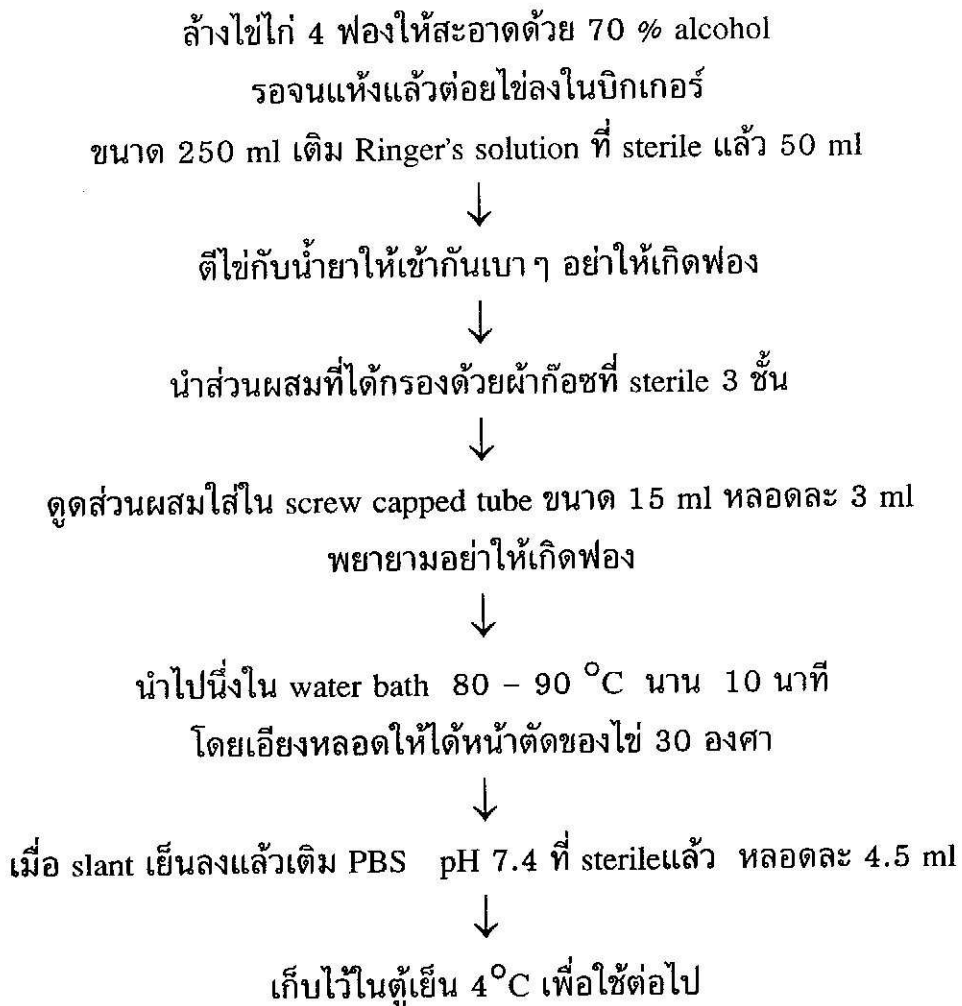 ล้างไข่ไก่ 4 ฟองให้สะอาดด้วย 70 % alcohol
รอจนแห้งแล้วต่อยไข่ลงในบิกเกอร์
ขนาด 250 ml เติม Ringer's solution ที่ sterile แล้ว 50 ml
↓
ตีไข่กับน้ำยาให้เข้ากันเบา ๆ อย่าให้เกิดฟอง
↓
นำส่วนผสมที่ได้กรองด้วยผ้าก๊อซที่ sterile 3 ชั้น
↓
ดูดส่วนผสมใส่ใน screw capped tube ขนาด 15 ml หลอดละ 3 ml
พยายามอย่าให้เกิดฟอง
↓
นำไปนึ่งใน water bath 80 – 90 °C นาน 10 นาที
โดยเอียงหลอดให้ได้หน้าตัดของไข่ 30 องศา
↓
เมื่อ slant เย็นลงแล้วเติม PBS pH 7.4 ที่ sterileแล้ว หลอดละ 4.5 ml
↓
เก็บไว้ในตู้เย็น 4°C เพื่อใช้ต่อไป